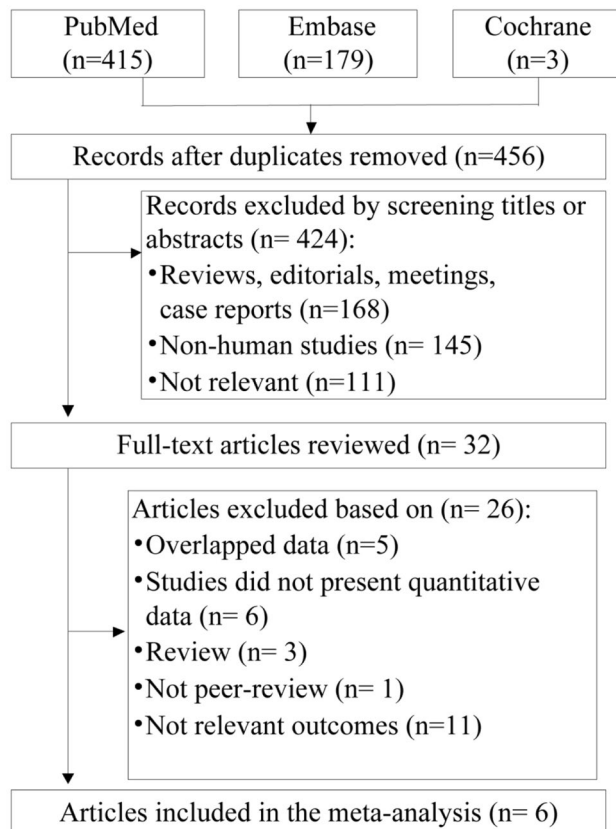 PubMed
(n=415)
Embase
(n=179)
Cochrane
(n=3)
Records after duplicates removed (n=456)
Records excluded by screening titles or
abstracts (n= 424):
•Reviews, editorials, meetings,
case reports (n=168)
•Non-human studies (n= 145)
•Not relevant (n=111)
Full-text articles reviewed (n= 32)
Articles excluded based on (n= 26):
•Overlapped data (n=5)
•Studies did not present quantitative
data (n= 6)
•Review (n= 3)
•Not peer-review (n= 1)
•Not relevant outcomes (n=11)
Articles included in the meta-analysis (n= 6)